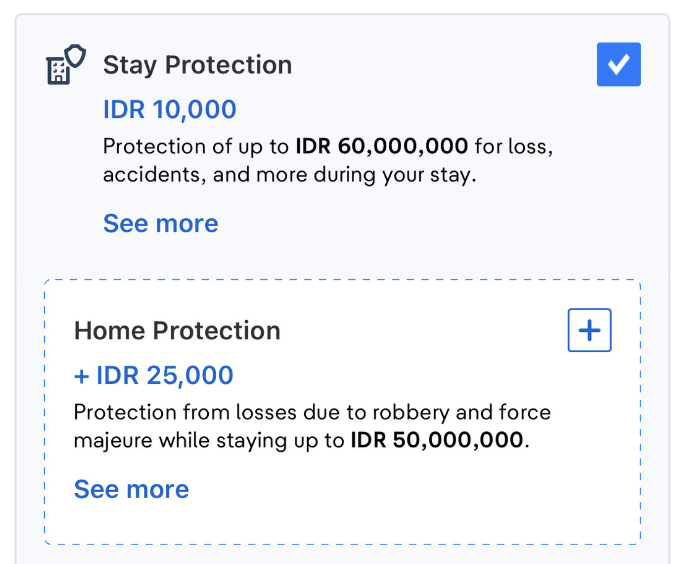 Stay Protection
IDR 10,000
Protection of up to IDR 60,000,000 for loss,
accidents, and more during your stay.
See more
Home Protection
+ IDR 25,000
Protection from losses due to robbery and force
majeure while staying up to IDR 50,000,000.
See more